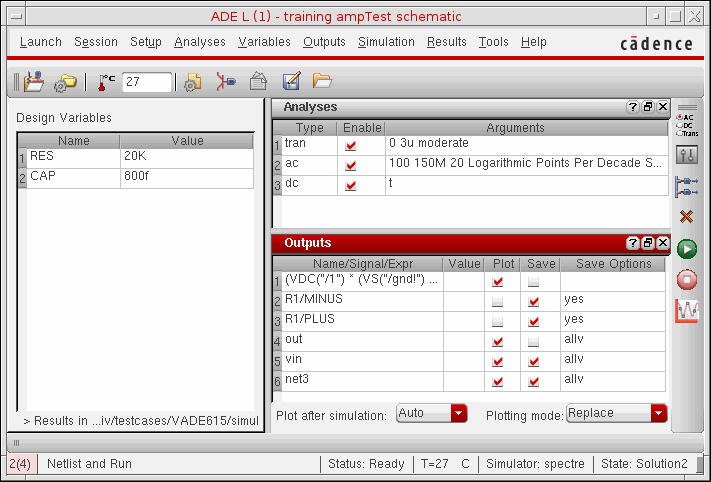 ADE L (1) - training ampTest schematic
Launch Session Setup Analyses Variables Outputs Simulation Results Tools Help cādence
°C 27
Design Variables
Name Value
1 RES 20K
2 CAP 800f
> Results in ...iv/testcases/VADE615/simul
Analyses
Type Enable Arguments
1 tran 0 3u moderate
2 ac 100 150M 20 Logarithmic Points Per Decade S...
3 dc t
Outputs
Name/Signal/Expr Value Plot Save Save Options
1 (VDC("/1") * (VS("/gnd!") ...
2 R1/MINUS yes
3 R1/PLUS yes
4 out allv
5 vin allv
6 net3 allv
Plot after simulation: Auto Plotting mode: Replace
AC
DC
Trans
2(4) Netlist and Run Status: Ready T=27 C Simulator: spectre State: Solution2